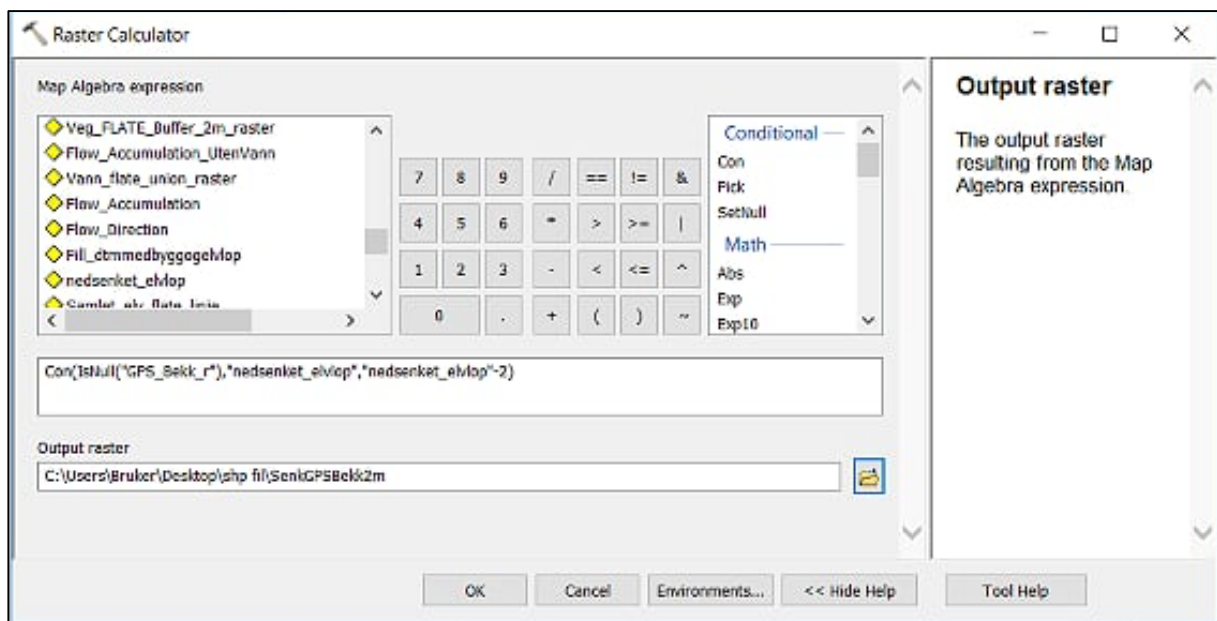 Raster Calculator
Map Algebra expression
Veg_FLATE_Buffer_2m_raster
Flow_Accumulation_UtenVann
Vann_flate_union_raster
Flow_Accumulation
Flow_Direction
Fill_dtmmedbyggogelvlop
nedsenket_elvlop
Samlet_elv_flate_linje
7 8 9 / == != &
4 5 6 * > >= |
1 2 3 - < <= ^
0 . + ( ) ~
Conditional
Con
Pick
SetNull
Math
Abs
Exp
Exp10
Con(IsNull("GPS_Bekk_r"),"nedsenket_elvlop","nedsenket_elvlop"-2)
Output raster
C:\Users\Bruker\Desktop\shp fil\SenkGPSBekk2m
OK Cancel Environments... << Hide Help Tool Help
Output raster
The output raster
resulting from the Map
Algebra expression.